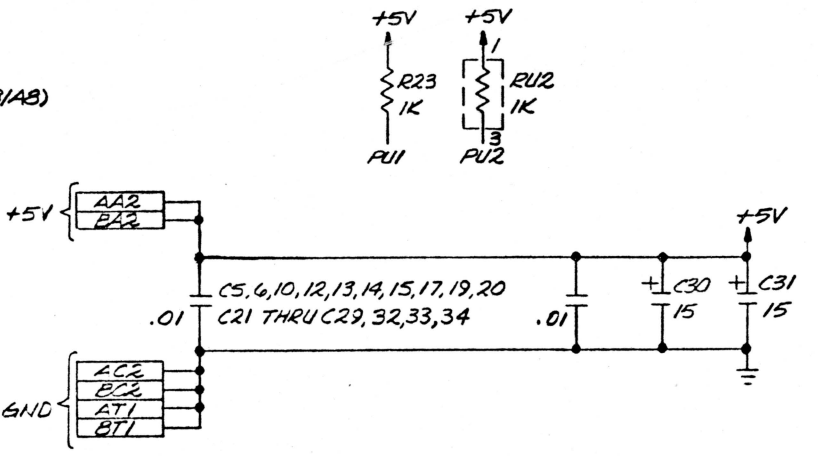 +5V +5V
1
R23 RU2
1K 1K
3
PU1 PU2
+5V
AA2
BA2
+5V
C5,6,10,12,13,14,15,17,19,20
.01 C21 THRU C29,32,33,34
.01
+ C30
15
+ C31
15
GND
AC2
BC2
AT1
BT1